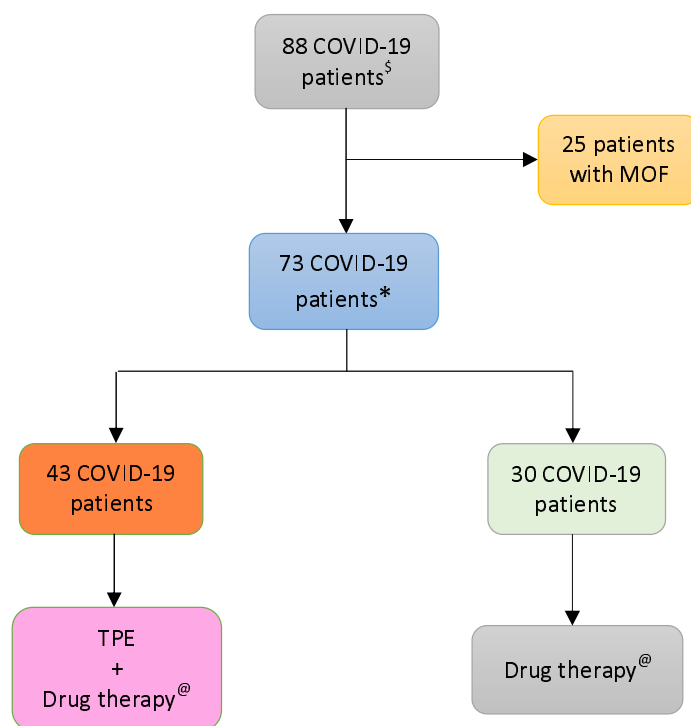 88 COVID-19
patients$
25 patients
with MOF
73 COVID-19
patients*
43 COVID-19
patients
30 COVID-19
patients
TPE
+
Drug therapy@
Drug therapy@